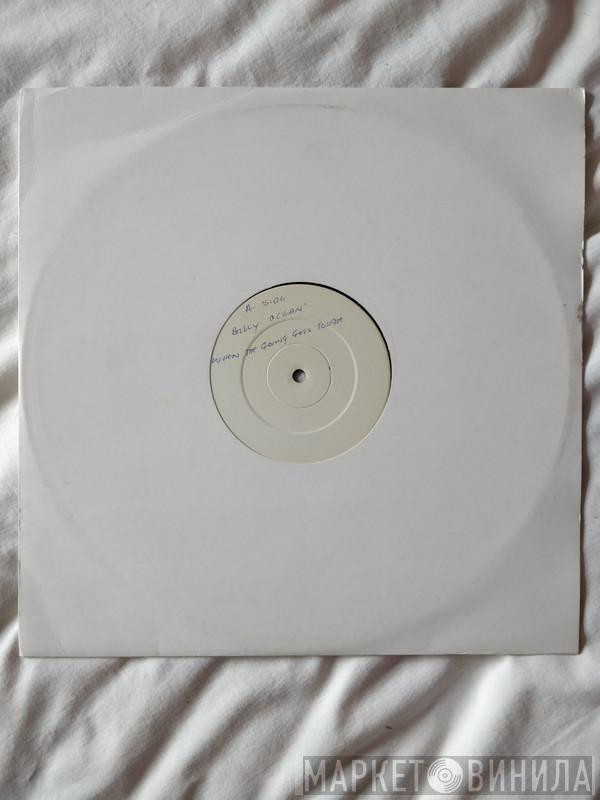 A. SIDE
BILLY OCEAN"
WHEN THE GOING GETS TOUGH
МАРКЕТ ВИНИЛА